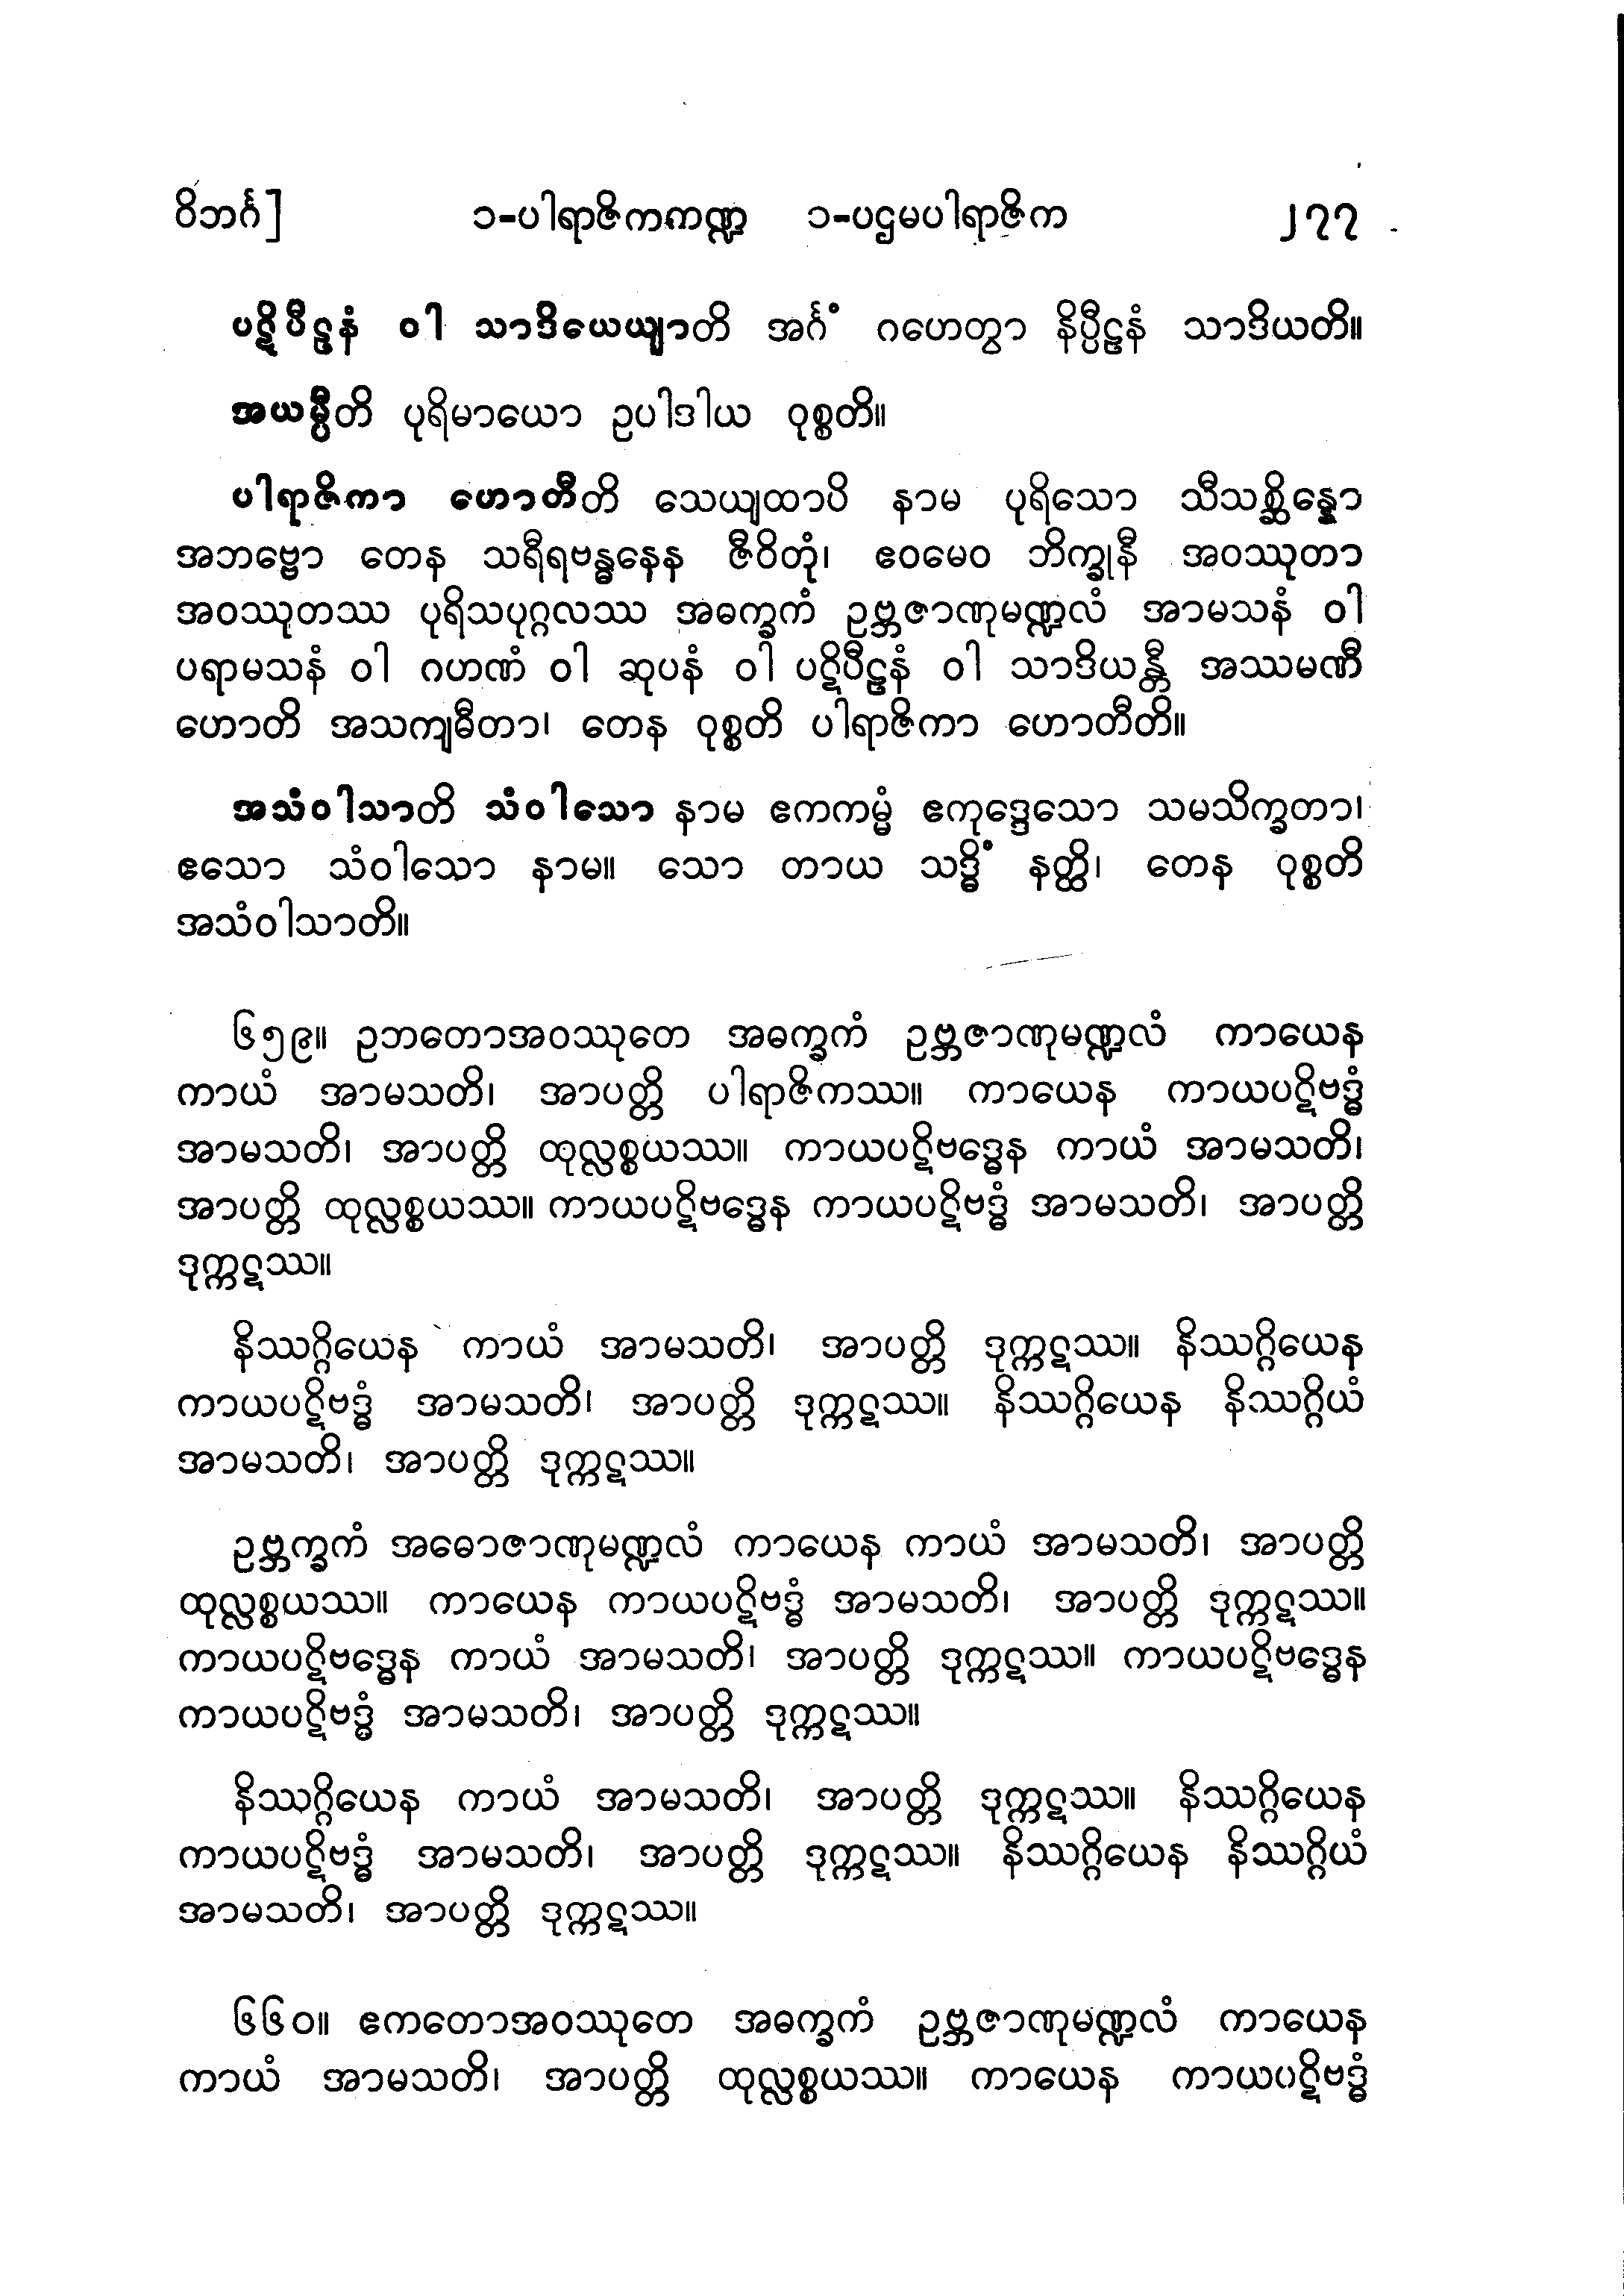 ဝိဘင်္ဂ] ၁-ပါရာဇိကကဏ္ဍ ၁-ပဌမပါရာဇိက ၂၇၇
ပဋိပီဠနံ ဝါ သာဒိယေယျာတိ အင်္ဂံ ဂဟေတွာ နိပ္ပီဠနံ သာဒိယတိ။
အယမ္ပီတိ ပုရိမာယော ဥပါဒါယ ဝုစ္စတိ။
ပါရာဇိကာ ဟောတီတိ သေယျထာပိ နာမ ပုရိသော သီသစ္ဆိန္နော
အဘဗ္ဗော တေန သရီရဗန္ဓနေန ဇီဝိတုံ၊ ဧဝမေဝ ဘိက္ခုနီ အဝဿုတာ
အဝဿုတဿ ပုရိသပုဂ္ဂလဿ အဓက္ခကံ ဥဗ္ဘဇာဏုမဏ္ဍလံ အာမသနံ ဝါ
ပရာမသနံ ဝါ ဂဟဏံ ဝါ ဆုပနံ ဝါ ပဋိပီဠနံ ဝါ သာဒိယန္တီ အဿမဏီ
ဟောတိ အသကျဓီတာ၊ တေန ဝုစ္စတိ ပါရာဇိကာ ဟောတီတိ။
အသံဝါသာတိ သံဝါသော နာမ ဧကကမ္မံ ဧကုဒ္ဒေသော သမသိက္ခတာ၊
ဧသော သံဝါသော နာမ။ သော တာယ သဒ္ဓိံ နတ္ထိ၊ တေန ဝုစ္စတိ
အသံဝါသာတိ။
၆၅၉။ ဥဘတောအဝဿုတေ အဓက္ခကံ ဥဗ္ဘဇာဏုမဏ္ဍလံ ကာယေန
ကာယံ အာမသတိ၊ အာပတ္တိ ပါရာဇိကဿ။ ကာယေန ကာယပဋိဗဒ္ဓံ
အာမသတိ၊ အာပတ္တိ ထုလ္လစ္စယဿ။ ကာယပဋိဗဒ္ဓေန ကာယံ အာမသတိ၊
အာပတ္တိ ထုလ္လစ္စယဿ။ ကာယပဋိဗဒ္ဓေန ကာယပဋိဗဒ္ဓံ အာမသတိ၊ အာပတ္တိ
ဒုက္ကဋဿ။
နိဿဂ္ဂိယေန ကာယံ အာမသတိ၊ အာပတ္တိ ဒုက္ကဋဿ။ နိဿဂ္ဂိယေန
ကာယပဋိဗဒ္ဓံ အာမသတိ၊ အာပတ္တိ ဒုက္ကဋဿ။ နိဿဂ္ဂိယေန နိဿဂ္ဂိယံ
အာမသတိ၊ အာပတ္တိ ဒုက္ကဋဿ။
ဥဗ္ဘက္ခကံ အဓောဇာဏုမဏ္ဍလံ ကာယေန ကာယံ အာမသတိ၊ အာပတ္တိ
ထုလ္လစ္စယဿ။ ကာယေန ကာယပဋိဗဒ္ဓံ အာမသတိ၊ အာပတ္တိ ဒုက္ကဋဿ။
ကာယပဋိဗဒ္ဓေန ကာယံ အာမသတိ၊ အာပတ္တိ ဒုက္ကဋဿ။ ကာယပဋိဗဒ္ဓေန
ကာယပဋိဗဒ္ဓံ အာမသတိ၊ အာပတ္တိ ဒုက္ကဋဿ။
နိဿဂ္ဂိယေန ကာယံ အာမသတိ၊ အာပတ္တိ ဒုက္ကဋဿ။ နိဿဂ္ဂိယေန
ကာယပဋိဗဒ္ဓံ အာမသတိ၊ အာပတ္တိ ဒုက္ကဋဿ။ နိဿဂ္ဂိယေန နိဿဂ္ဂိယံ
အာမသတိ၊ အာပတ္တိ ဒုက္ကဋဿ။
၆၆၀။ ဧကတောအဝဿုတေ အဓက္ခကံ ဥဗ္ဘဇာဏုမဏ္ဍလံ ကာယေန
ကာယံ အာမသတိ၊ အာပတ္တိ ထုလ္လစ္စယဿ။ ကာယေန ကာယပဋိဗဒ္ဓံ